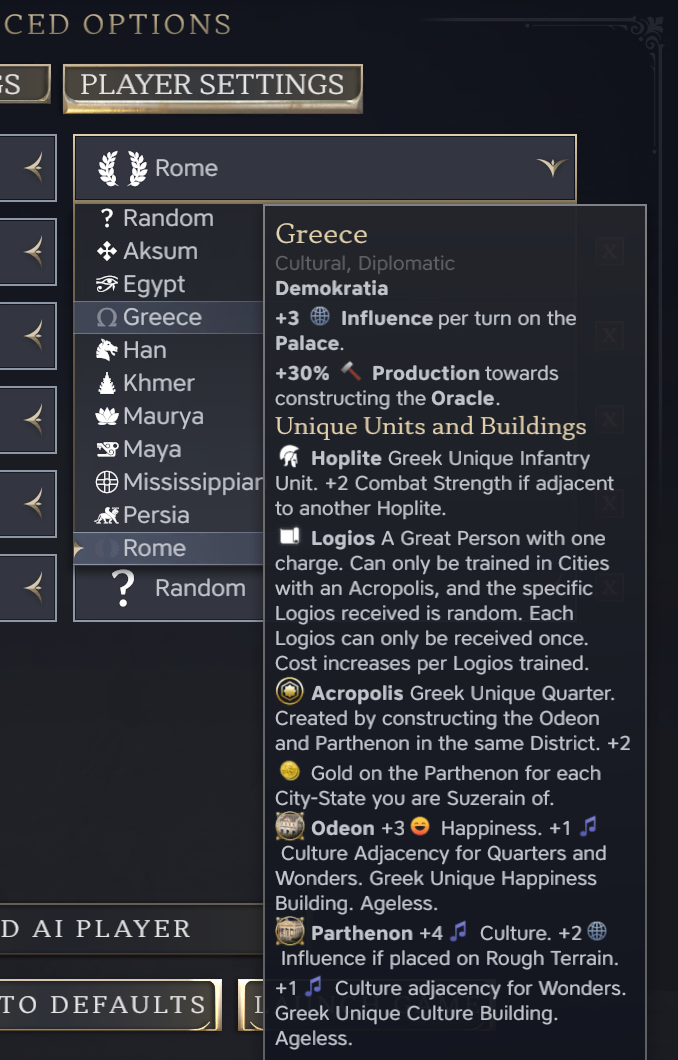 CED OPTIONS
GS
PLAYER SETTINGS
Rome
? Random
Aksum
Egypt
Greece
Han
Khmer
Maurya
Maya
Mississippian
Persia
Rome
? Random
Greece
Cultural, Diplomatic
Demokratia
+3 Influence per turn on the
Palace.
+30% Production towards
constructing the Oracle.
Unique Units and Buildings
Hoplite Greek Unique Infantry
Unit. +2 Combat Strength if adjacent
to another Hoplite.
Logios A Great Person with one
charge. Can only be trained in Cities
with an Acropolis, and the specific
Logios received is random. Each
Logios can only be received once.
Cost increases per Logios trained.
Acropolis Greek Unique Quarter.
Created by constructing the Odeon
and Parthenon in the same District. +2
Gold on the Parthenon for each
City-State you are Suzerain of.
Odeon +3 Happiness. +1
Culture Adjacency for Quarters and
Wonders. Greek Unique Happiness
Building. Ageless.
Parthenon +4 Culture. +2
Influence if placed on Rough Terrain.
+1 Culture adjacency for Wonders.
Greek Unique Culture Building.
Ageless.
D AI PLAYER
TO DEFAULTS